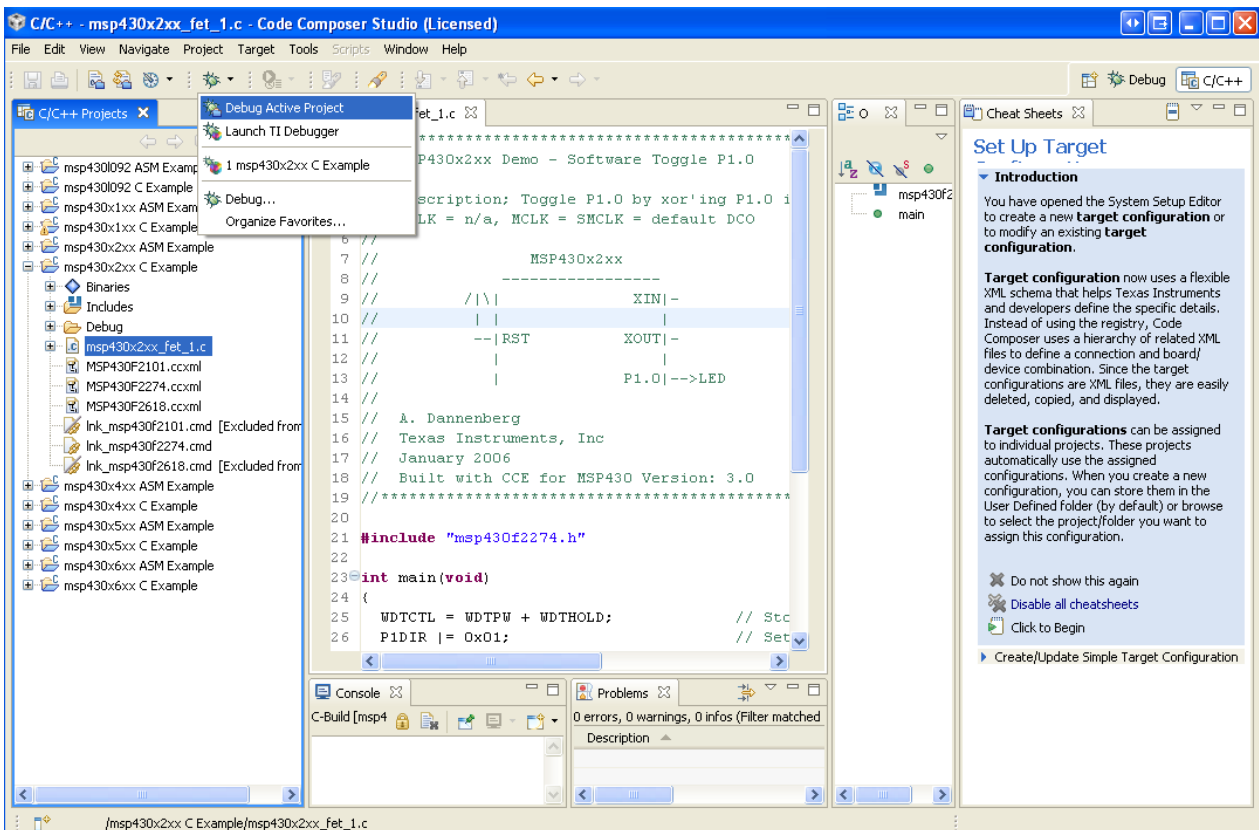 C/C++ - msp430x2xx_fet_1.c - Code Composer Studio (Licensed)
File Edit View Navigate Project Target Tools Scripts Window Help
Debug C/C++
C/C++ Projects
msp430l092 ASM Examp
msp430l092 C Example
msp430x1xx ASM Exam
msp430x1xx C Example
msp430x2xx ASM Example
msp430x2xx C Example
Binaries
Includes
Debug
msp430x2xx_fet_1.c
MSP430F2101.ccxml
MSP430F2274.ccxml
MSP430F2618.ccxml
lnk_msp430f2101.cmd [Excluded from
lnk_msp430f2274.cmd
lnk_msp430f2618.cmd [Excluded from
msp430x4xx ASM Example
msp430x4xx C Example
msp430x5xx ASM Example
msp430x5xx C Example
msp430x6xx ASM Example
msp430x6xx C Example
Debug Active Project
Launch TI Debugger
1 msp430x2xx C Example
Debug...
Organize Favorites...
fet_1.c
****************************************
P430x2xx Demo - Software Toggle P1.0
scription; Toggle P1.0 by xor'ing P1.0 i
LK = n/a, MCLK = SMCLK = default DCO
6 //
7 // MSP430x2xx
8 // -----------------
9 // /|\| XIN|-
10 // | | |
11 // --|RST XOUT|-
12 // | |
13 // | P1.0|-->LED
14 //
15 // A. Dannenberg
16 // Texas Instruments, Inc
17 // January 2006
18 // Built with CCE for MSP430 Version: 3.0
19 //********************************************
20
21 #include "msp430f2274.h"
22
23 int main(void)
24 {
25 WDTCTL = WDTPW + WDTHOLD; // Sto
26 P1DIR |= 0x01; // Set
Console
C-Build [msp4
Problems
0 errors, 0 warnings, 0 infos (Filter matched
Description
O
msp430f2
main
Cheat Sheets
Set Up Target
Introduction
You have opened the System Setup Editor
to create a new target configuration or
to modify an existing target
configuration.
Target configuration now uses a flexible
XML schema that helps Texas Instruments
and developers define the specific details.
Instead of using the registry, Code
Composer uses a hierarchy of related XML
files to define a connection and board/
device combination. Since the target
configurations are XML files, they are easily
deleted, copied, and displayed.
Target configurations can be assigned
to individual projects. These projects
automatically use the assigned
configurations. When you create a new
configuration, you can store them in the
User Defined folder (by default) or browse
to select the project/folder you want to
assign this configuration.
Do not show this again
Disable all cheatsheets
Click to Begin
Create/Update Simple Target Configuration
/msp430x2xx C Example/msp430x2xx_fet_1.c